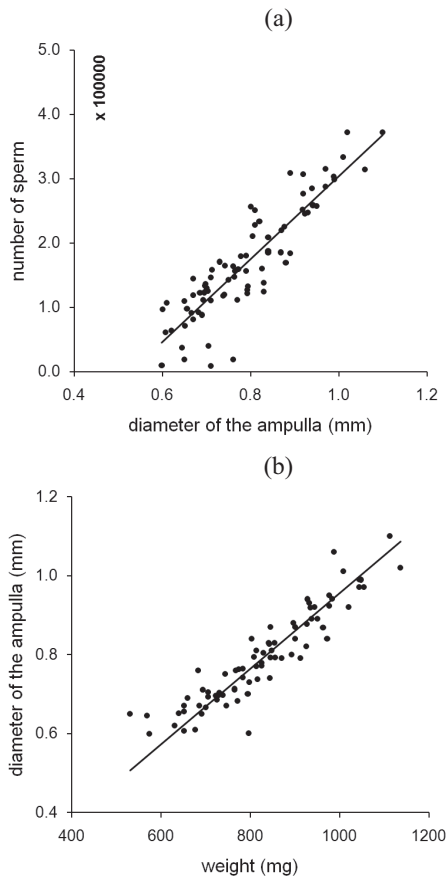 (a)
x 100000
number of sperm
5.0
4.0
3.0
2.0
1.0
0.0
0.4 0.6 0.8 1.0 1.2
diameter of the ampulla (mm)
(b)
diameter of the ampulla (mm)
1.2
1.0
0.8
0.6
0.4
400 600 800 1000 1200
weight (mg)